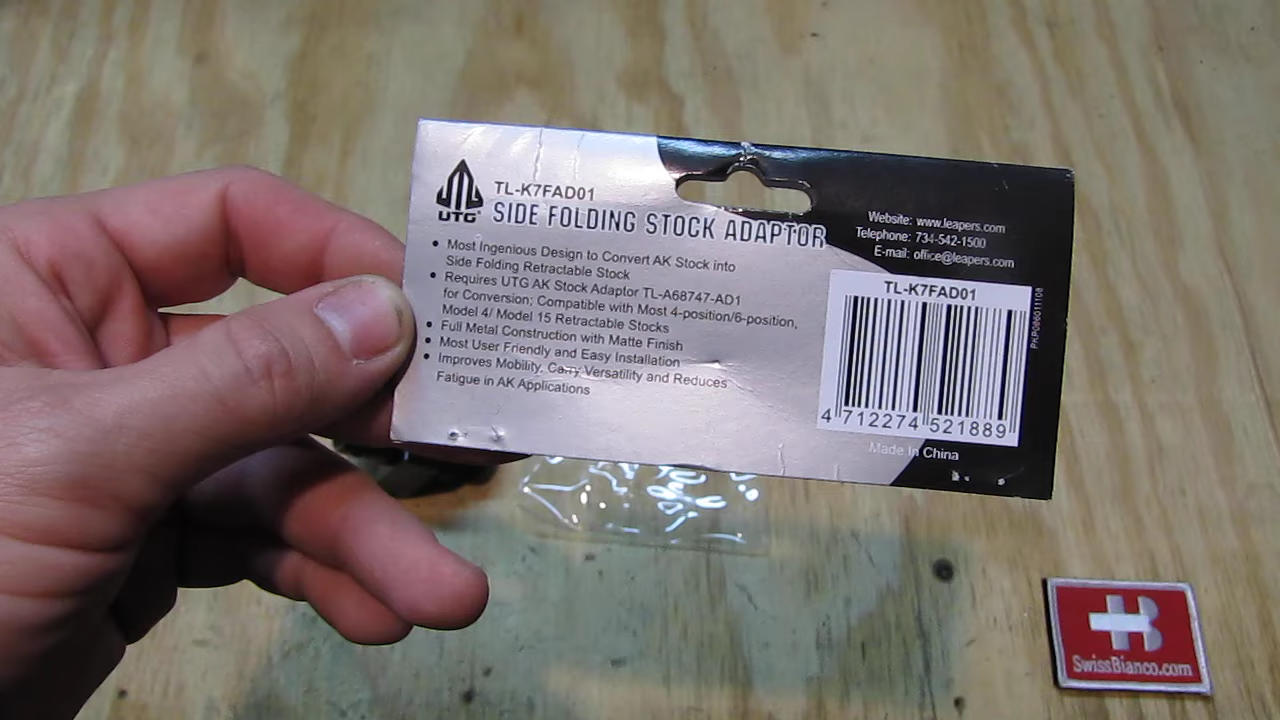 UTG
TL-K7FAD01
SIDE FOLDING STOCK ADAPTOR
• Most Ingenious Design to Convert AK Stock into
Side Folding Retractable Stock
• Requires UTG AK Stock Adaptor TL-A68747-AD1
for Conversion; Compatible with Most 4-position/6-position,
Model 4/ Model 15 Retractable Stocks
• Full Metal Construction with Matte Finish
• Most User Friendly and Easy Installation
• Improves Mobility, Carry Versatility and Reduces
Fatigue in AK Applications
Website: www.leapers.com
Telephone: 734-542-1500
E-mail: office@leapers.com
TL-K7FAD01
4 712274 521889
Made In China
SwissBianco.com